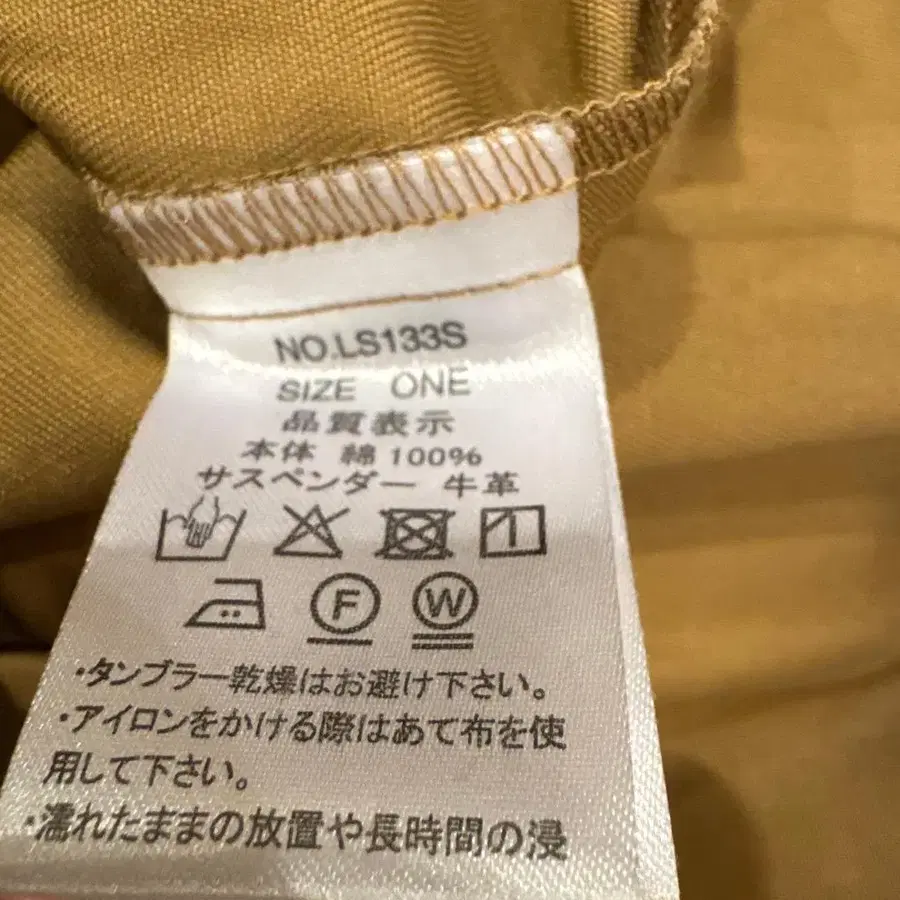 NO.LS133S
SIZE ONE
品質表示
本体 綿 100%
サスペンダー 牛革
F W
・タンブラー乾燥はお避け下さい。
・アイロンをかける際はあて布を使
用して下さい。
・濡れたままの放置や長時間の浸